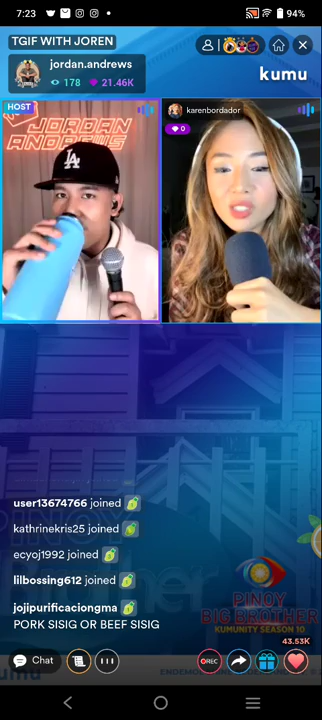 7:23
94%
TGIF WITH JOREN
jordan.andrews
178 21.46K
kumu
HOST
JORDAN
ANDREWS
LA
karenbordador
0
user13674766 joined
kathrinekris25 joined
ecyoj1992 joined
lilbossing612 joined
jojipurificaciongma
PORK SISIG OR BEEF SISIG
PINOY
BIG BROTHER
KUMUNITY SEASON 10
43.53K
Chat
REC